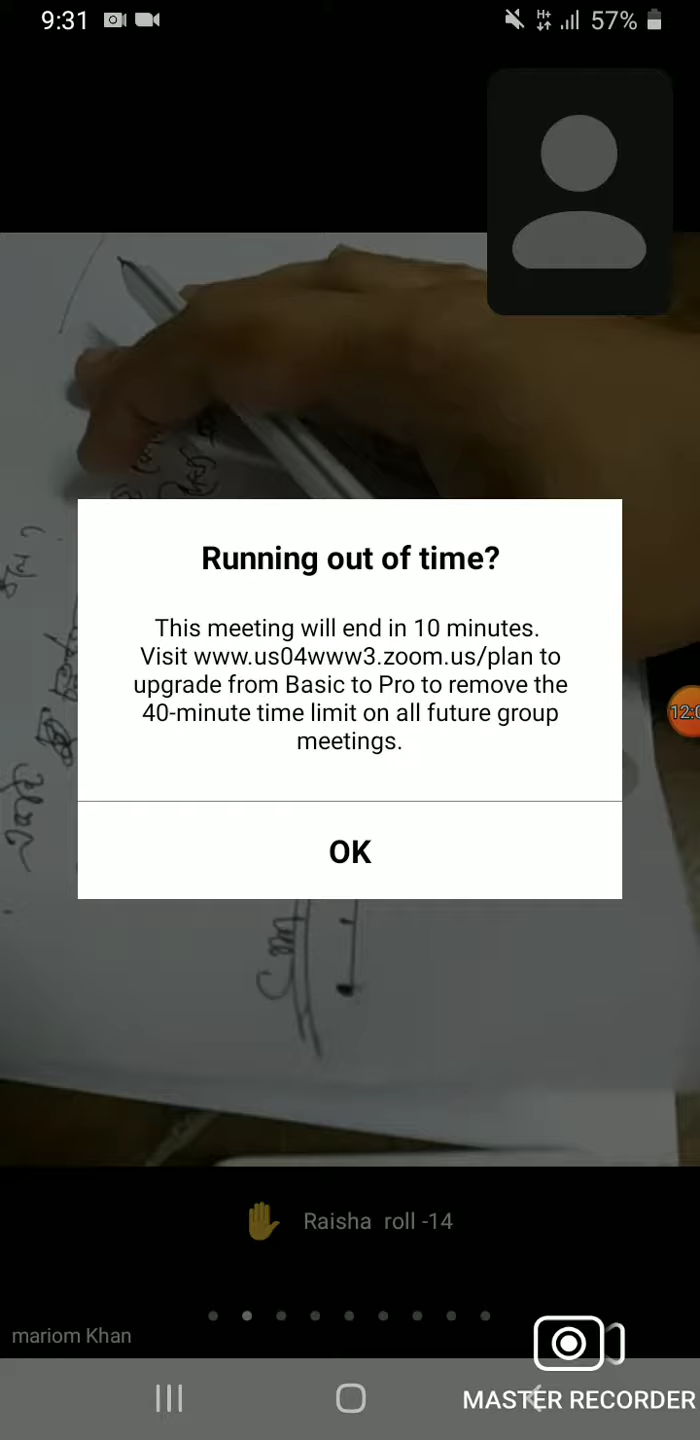 9:31
H+
57%
Running out of time?
This meeting will end in 10 minutes.
Visit www.us04www3.zoom.us/plan to
upgrade from Basic to Pro to remove the
40-minute time limit on all future group
meetings.
12:0
OK
Raisha roll -14
mariom Khan
MASTER RECORDER